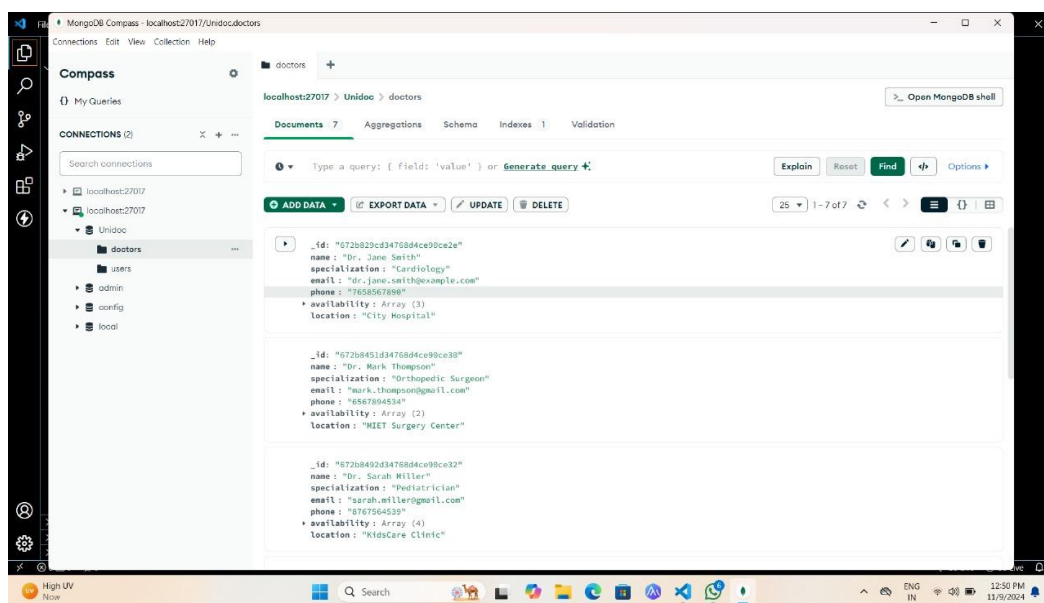 File
MongoDB Compass - localhost:27017/Unidoc.doctors
Connections Edit View Collection Help
Compass
{} My Queries
CONNECTIONS (2)
Search connections
localhost:27017
localhost:27017
Unidoc
doctors
users
admin
config
local
doctors
localhost:27017 > Unidoc > doctors
>_ Open MongoDB shell
Documents 7 Aggregations Schema Indexes 1 Validation
Type a query: { field: 'value' } or Generate query
Explain Reset Find </> Options
ADD DATA EXPORT DATA UPDATE DELETE
25 1 - 7 of 7 {}
_id: "672b829cd34768d4ce90ce2e"
name : "Dr. Jane Smith"
specialization : "Cardiology"
email : "dr.jane.smith@example.com"
phone : "7658567890"
availability : Array (3)
location : "City Hospital"
_id: "672b8451d34768d4ce90ce30"
name : "Dr. Mark Thompson"
specialization : "Orthopedic Surgeon"
email : "mark.thompson@gmail.com"
phone : "6567894534"
availability : Array (2)
location : "MIET Surgery Center"
_id: "672b8492d34768d4ce90ce32"
name : "Dr. Sarah Miller"
specialization : "Pediatrician"
email : "sarah.miller@gmail.com"
phone : "8767564539"
availability : Array (4)
location : "KidsCare Clinic"
High UV
Now
Search
6
ENG
IN
12:50 PM
11/9/2024